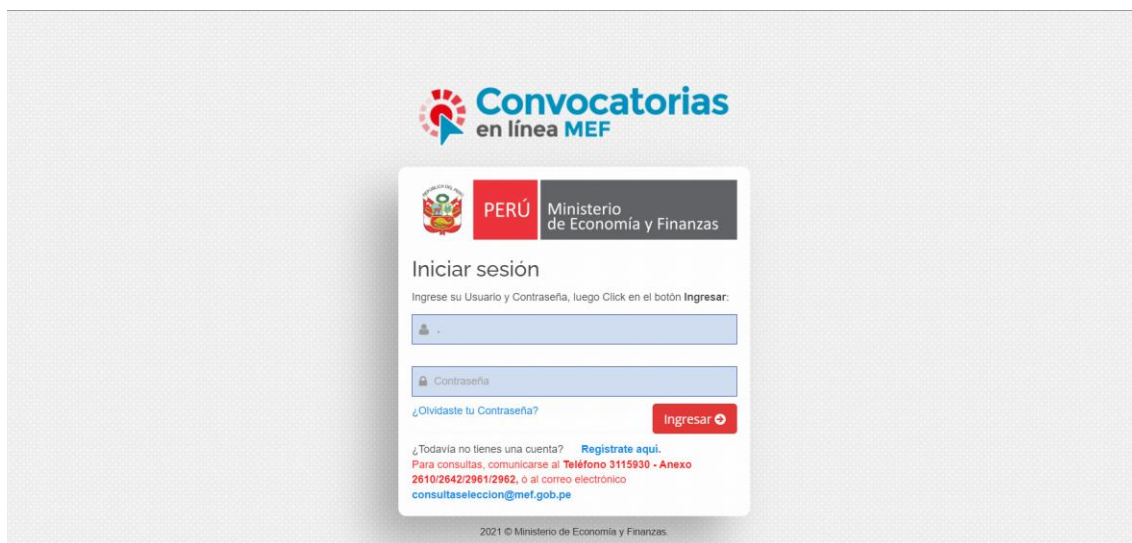 Convocatorias
en línea MEF
REPÚBLICA DEL PERÚ
PERÚ
Ministerio
de Economía y Finanzas
Iniciar sesión
Ingrese su Usuario y Contraseña, luego Click en el botón Ingresar:
.
Contraseña
¿Olvidaste tu Contraseña?
Ingresar
¿Todavía no tienes una cuenta? Registrate aqui.
Para consultas, comunicarse al Teléfono 3115930 - Anexo
2610/2642/2961/2962, ó al correo electrónico
consultaseleccion@mef.gob.pe
2021 © Ministerio de Economía y Finanzas.